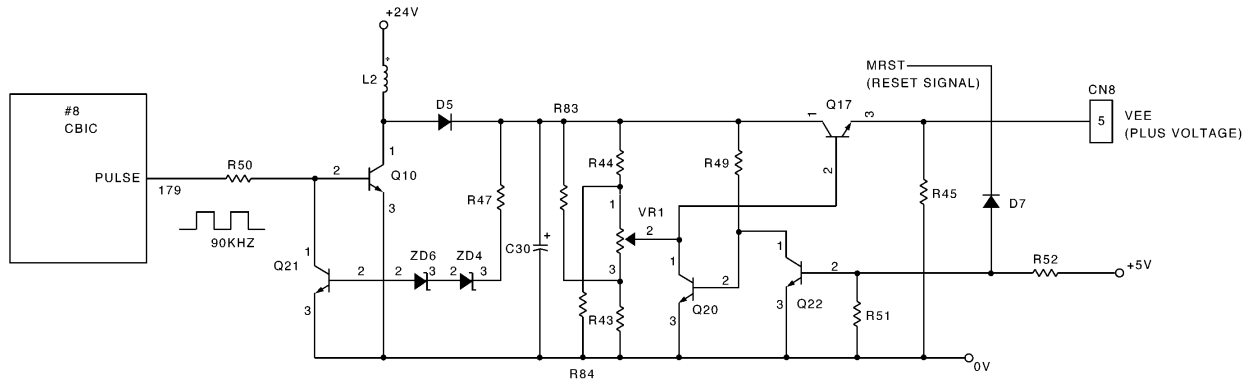 +24V
#8
CBIC
PULSE
179
90KHZ
R50
L2
+
1
2
Q10
3
1
Q21
2
3
D5
R47
ZD6
2 3
ZD4
2 3
C30
+
R83
R44
1
VR1
2
3
R43
R84
R49
1
2
3
Q20
1
2
3
Q22
Q17
1
2
3
R51
R52
+5V
R45
MRST
(RESET SIGNAL)
D7
CN8
5
VEE
(PLUS VOLTAGE)
0V